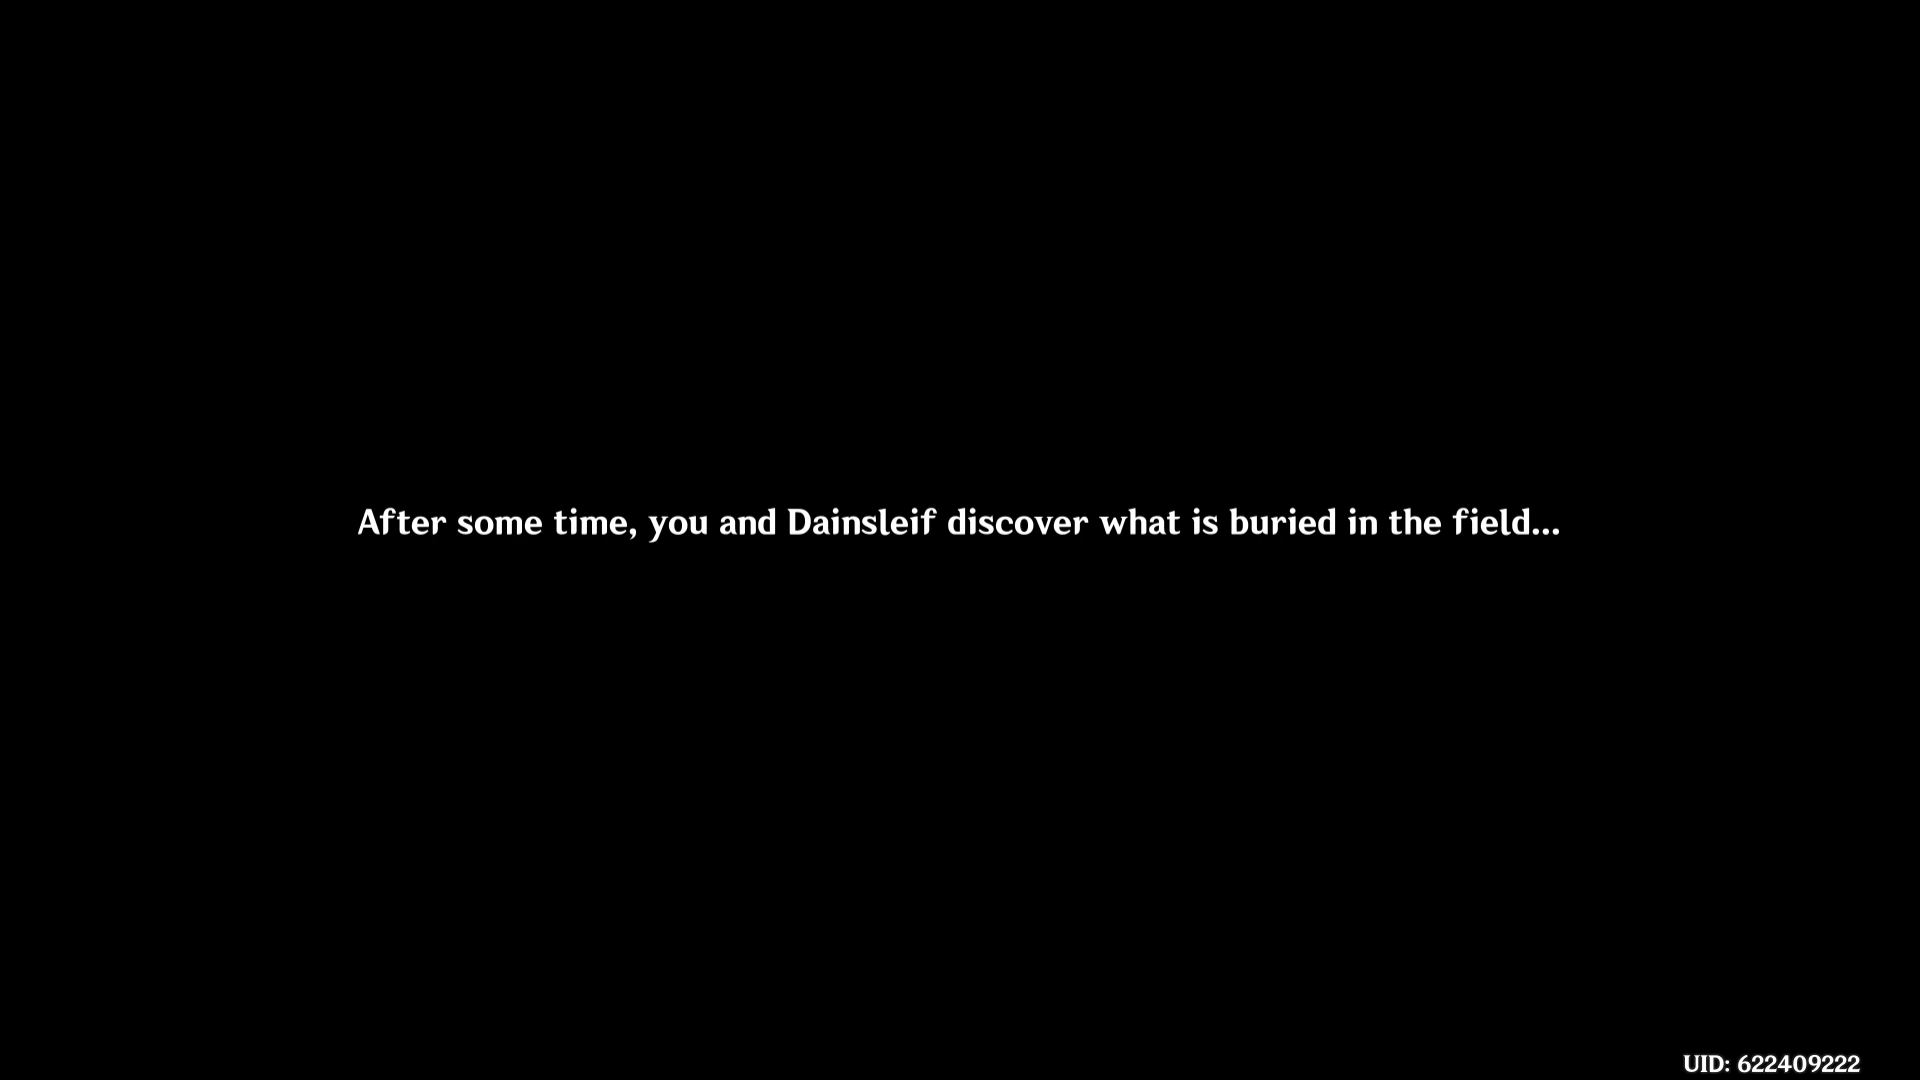 After some time, you and Dainsleif discover what is buried in the field...
UID: 622409222